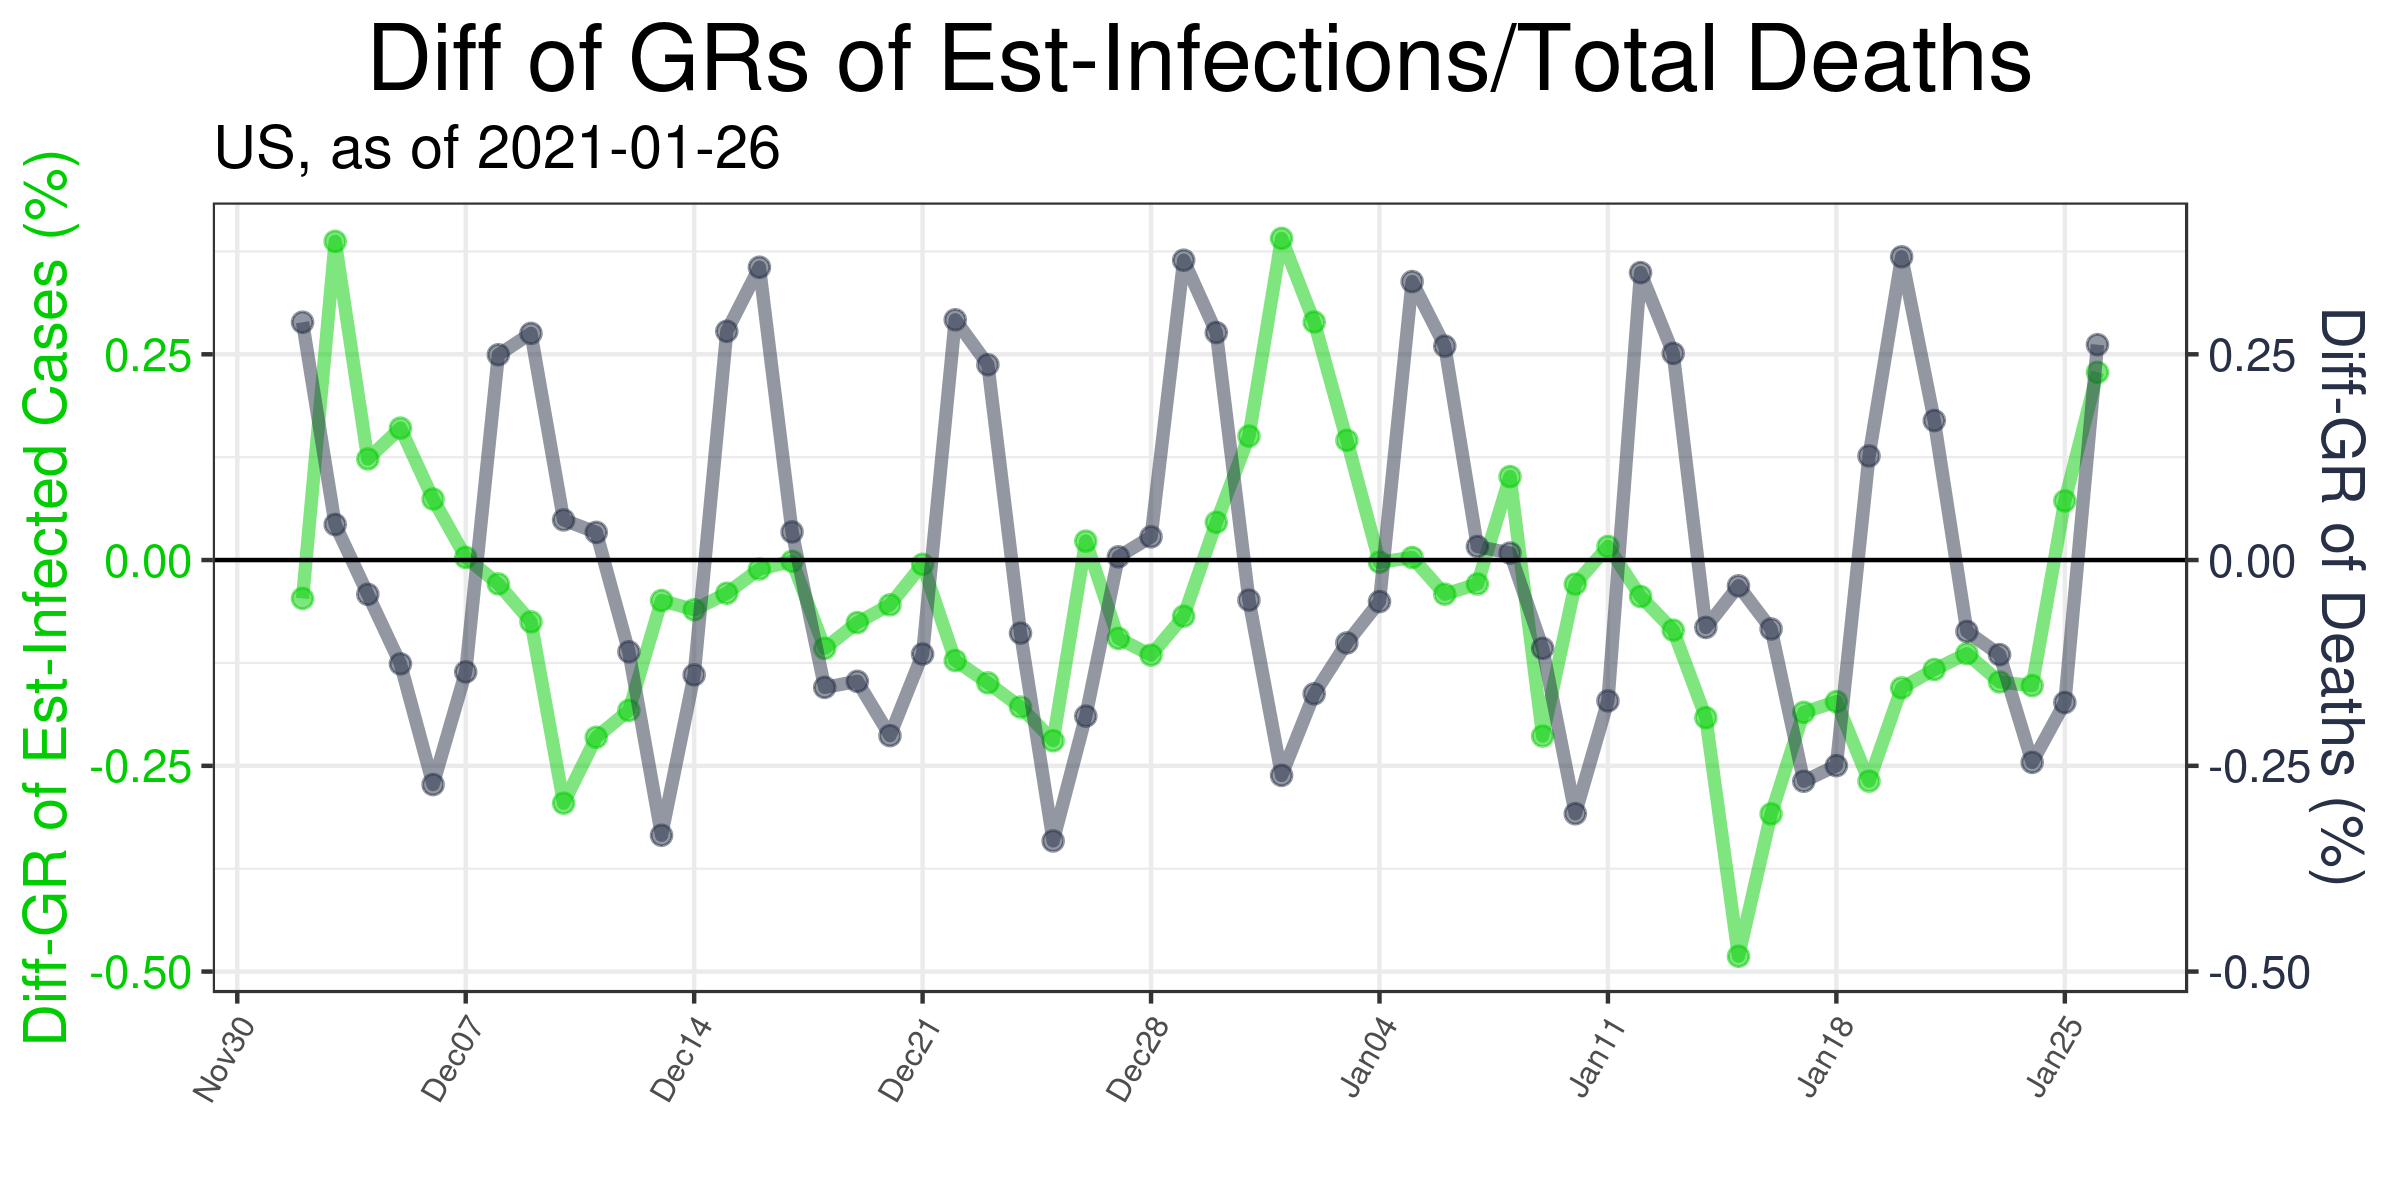 Diff of GRs of Est-Infections/Total Deaths
US, as of 2021-01-26
Diff-GR of Est-Infected Cases (%)
0.25
0.00
-0.25
-0.50
0.25
0.00
-0.25
-0.50
Diff-GR of Deaths (%)
Nov30
Dec07
Dec14
Dec21
Dec28
Jan04
Jan11
Jan18
Jan25